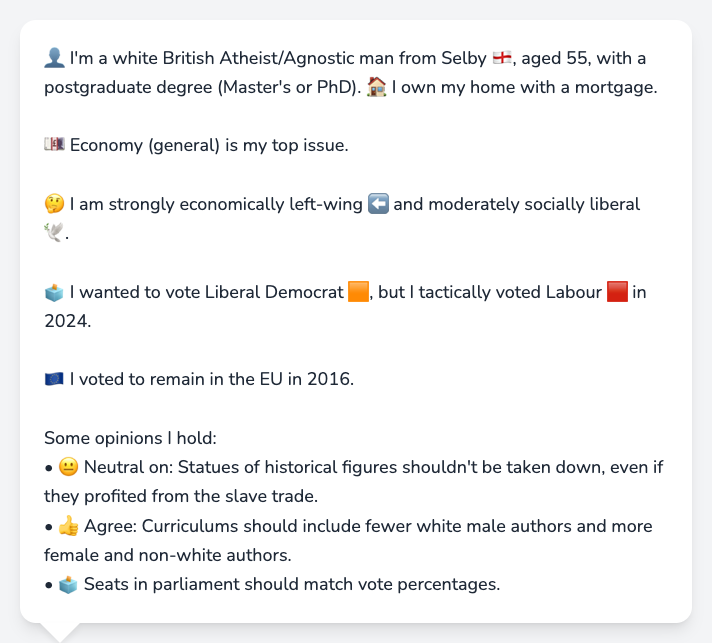 👤 I'm a white British Atheist/Agnostic man from Selby 🏴󠁧󠁢󠁥󠁮󠁧󠁿, aged 55, with a
postgraduate degree (Master's or PhD). 🏠 I own my home with a mortgage.
💷 Economy (general) is my top issue.
🤔 I am strongly economically left-wing ⬅️ and moderately socially liberal
🕊️.
🗳️ I wanted to vote Liberal Democrat 🟧, but I tactically voted Labour 🟥 in
2024.
🇪🇺 I voted to remain in the EU in 2016.
Some opinions I hold:
• 😐 Neutral on: Statues of historical figures shouldn't be taken down, even if
they profited from the slave trade.
• 👍 Agree: Curriculums should include fewer white male authors and more
female and non-white authors.
• 🗳️ Seats in parliament should match vote percentages.